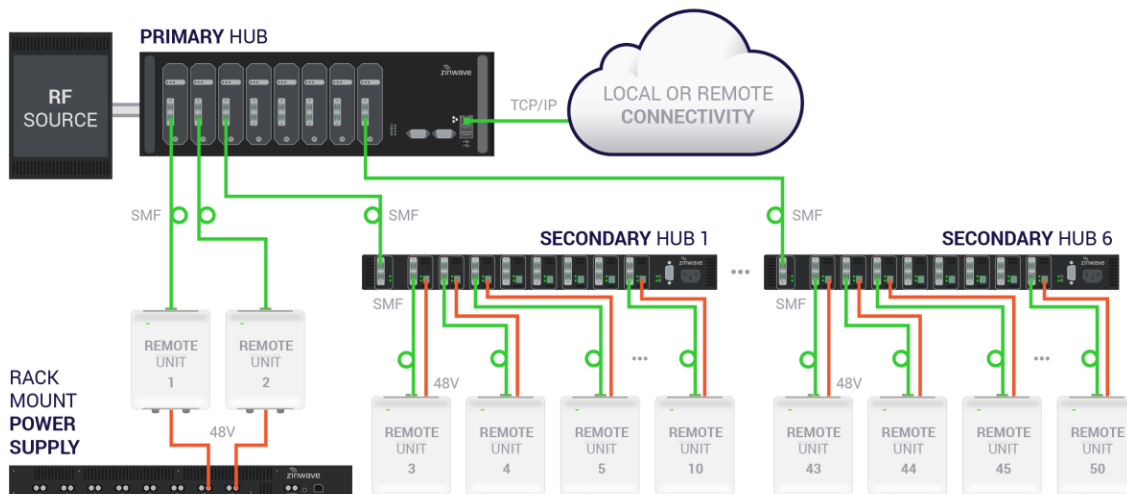 PRIMARY HUB
RF
SOURCE
zinwave
TCP/IP
LOCAL OR REMOTE
CONNECTIVITY
SMF
SMF
SMF
SECONDARY HUB 1
SECONDARY HUB 6
zinwave
zinwave
SMF
SMF
REMOTE
UNIT
1
REMOTE
UNIT
2
RACK
MOUNT
POWER
SUPPLY
48V
48V
48V
REMOTE
UNIT
3
REMOTE
UNIT
4
REMOTE
UNIT
5
REMOTE
UNIT
10
REMOTE
UNIT
43
REMOTE
UNIT
44
REMOTE
UNIT
45
REMOTE
UNIT
50
zinwave